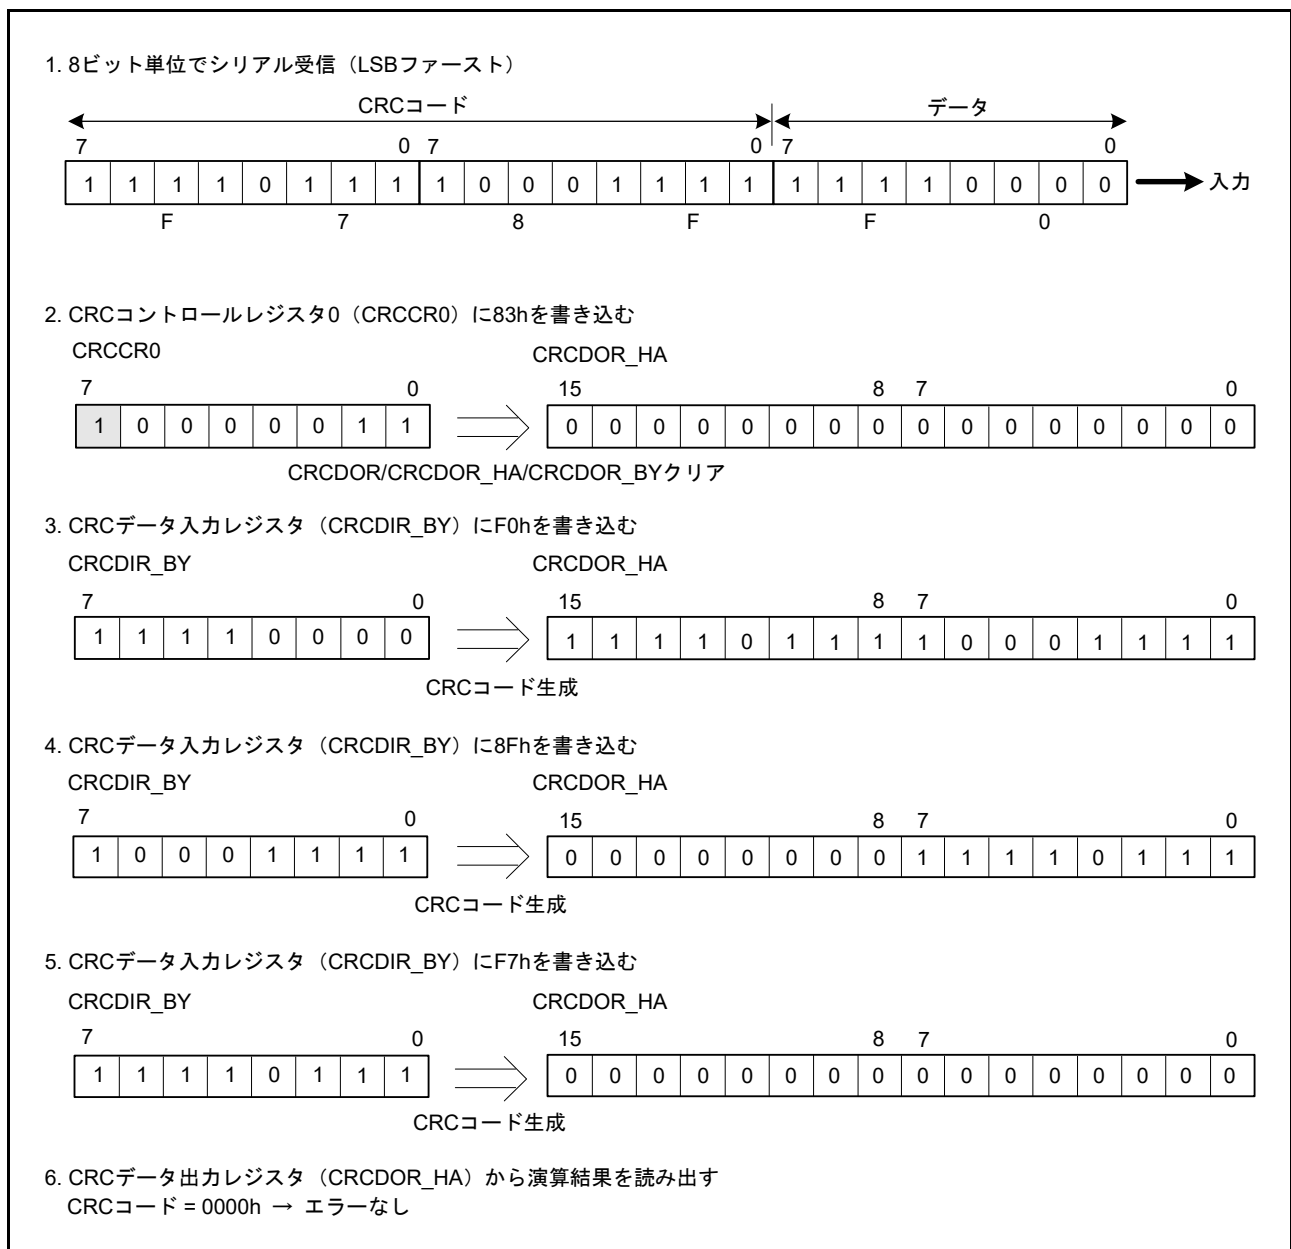 1. 8ビット単位でシリアル受信（LSBファースト）
CRCコード データ
7 0 7 0 7 0
1 1 1 1 0 1 1 1 1 0 0 0 1 1 1 1 1 1 1 1 0 0 0 0 入力
F 7 8 F F 0
2. CRCコントロールレジスタ0（CRCCR0）に83hを書き込む
CRCCR0 CRCDOR_HA
7 0 15 8 7 0
1 0 0 0 0 0 1 1 0 0 0 0 0 0 0 0 0 0 0 0 0 0 0 0
CRCDOR/CRCDOR_HA/CRCDOR_BYクリア
3. CRCデータ入力レジスタ（CRCDIR_BY）にF0hを書き込む
CRCDIR_BY CRCDOR_HA
7 0 15 8 7 0
1 1 1 1 0 0 0 0 1 1 1 1 0 1 1 1 1 0 0 0 1 1 1 1
CRCコード生成
4. CRCデータ入力レジスタ（CRCDIR_BY）に8Fhを書き込む
CRCDIR_BY CRCDOR_HA
7 0 15 8 7 0
1 0 0 0 1 1 1 1 0 0 0 0 0 0 0 0 1 1 1 1 0 1 1 1
CRCコード生成
5. CRCデータ入力レジスタ（CRCDIR_BY）にF7hを書き込む
CRCDIR_BY CRCDOR_HA
7 0 15 8 7 0
1 1 1 1 0 1 1 1 0 0 0 0 0 0 0 0 0 0 0 0 0 0 0 0
CRCコード生成
6. CRCデータ出力レジスタ（CRCDOR_HA）から演算結果を読み出す
CRCコード = 0000h → エラーなし